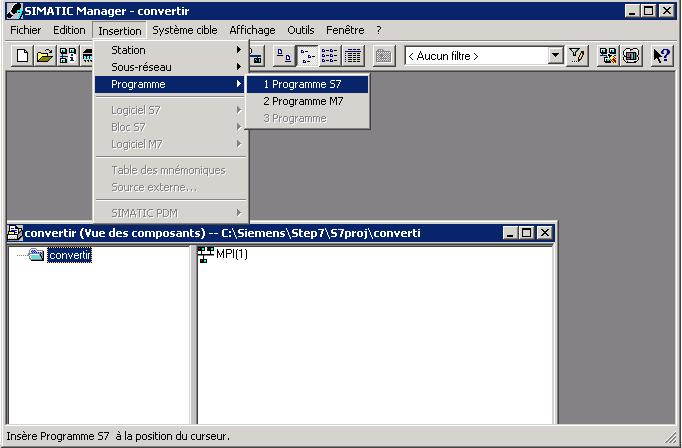 SIMATIC Manager - convertir
Fichier Edition Insertion Système cible Affichage Outils Fenêtre ?
< Aucun filtre >
Station
Sous-réseau
Programme
1 Programme S7
2 Programme M7
3 Programme
Logiciel S7
Bloc S7
Logiciel M7
Table des mnémoniques
Source externe...
SIMATIC PDM
convertir (Vue des composants) -- C:\Siemens\Step7\S7proj\converti
convertir
MPI(1)
Insère Programme S7 à la position du curseur.